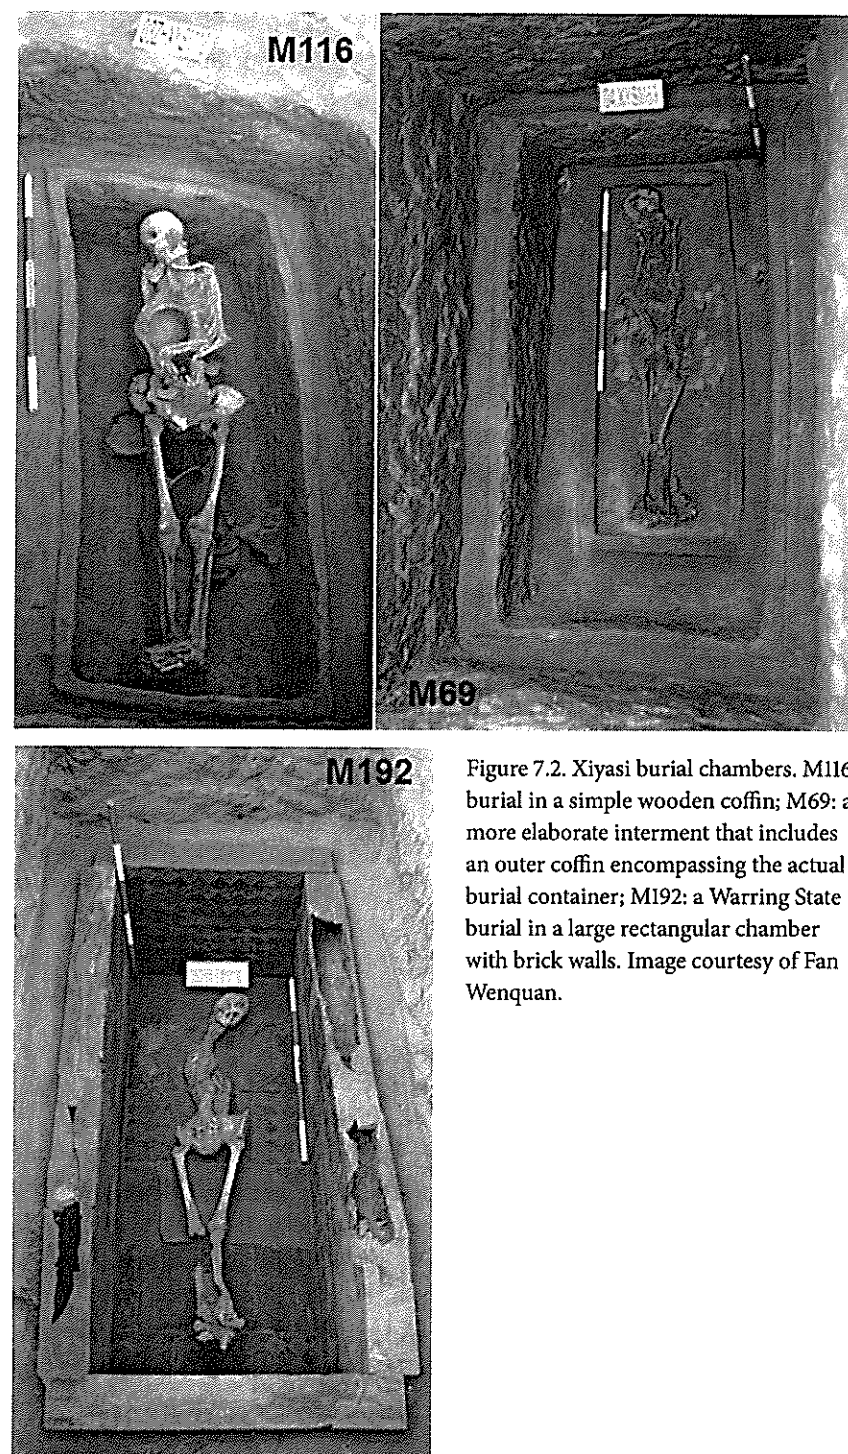 M116
M69
M192
Figure 7.2. Xiyasi burial chambers. M116
burial in a simple wooden coffin; M69: a
more elaborate interment that includes
an outer coffin encompassing the actual
burial container; M192: a Warring State
burial in a large rectangular chamber
with brick walls. Image courtesy of Fan
Wenquan.